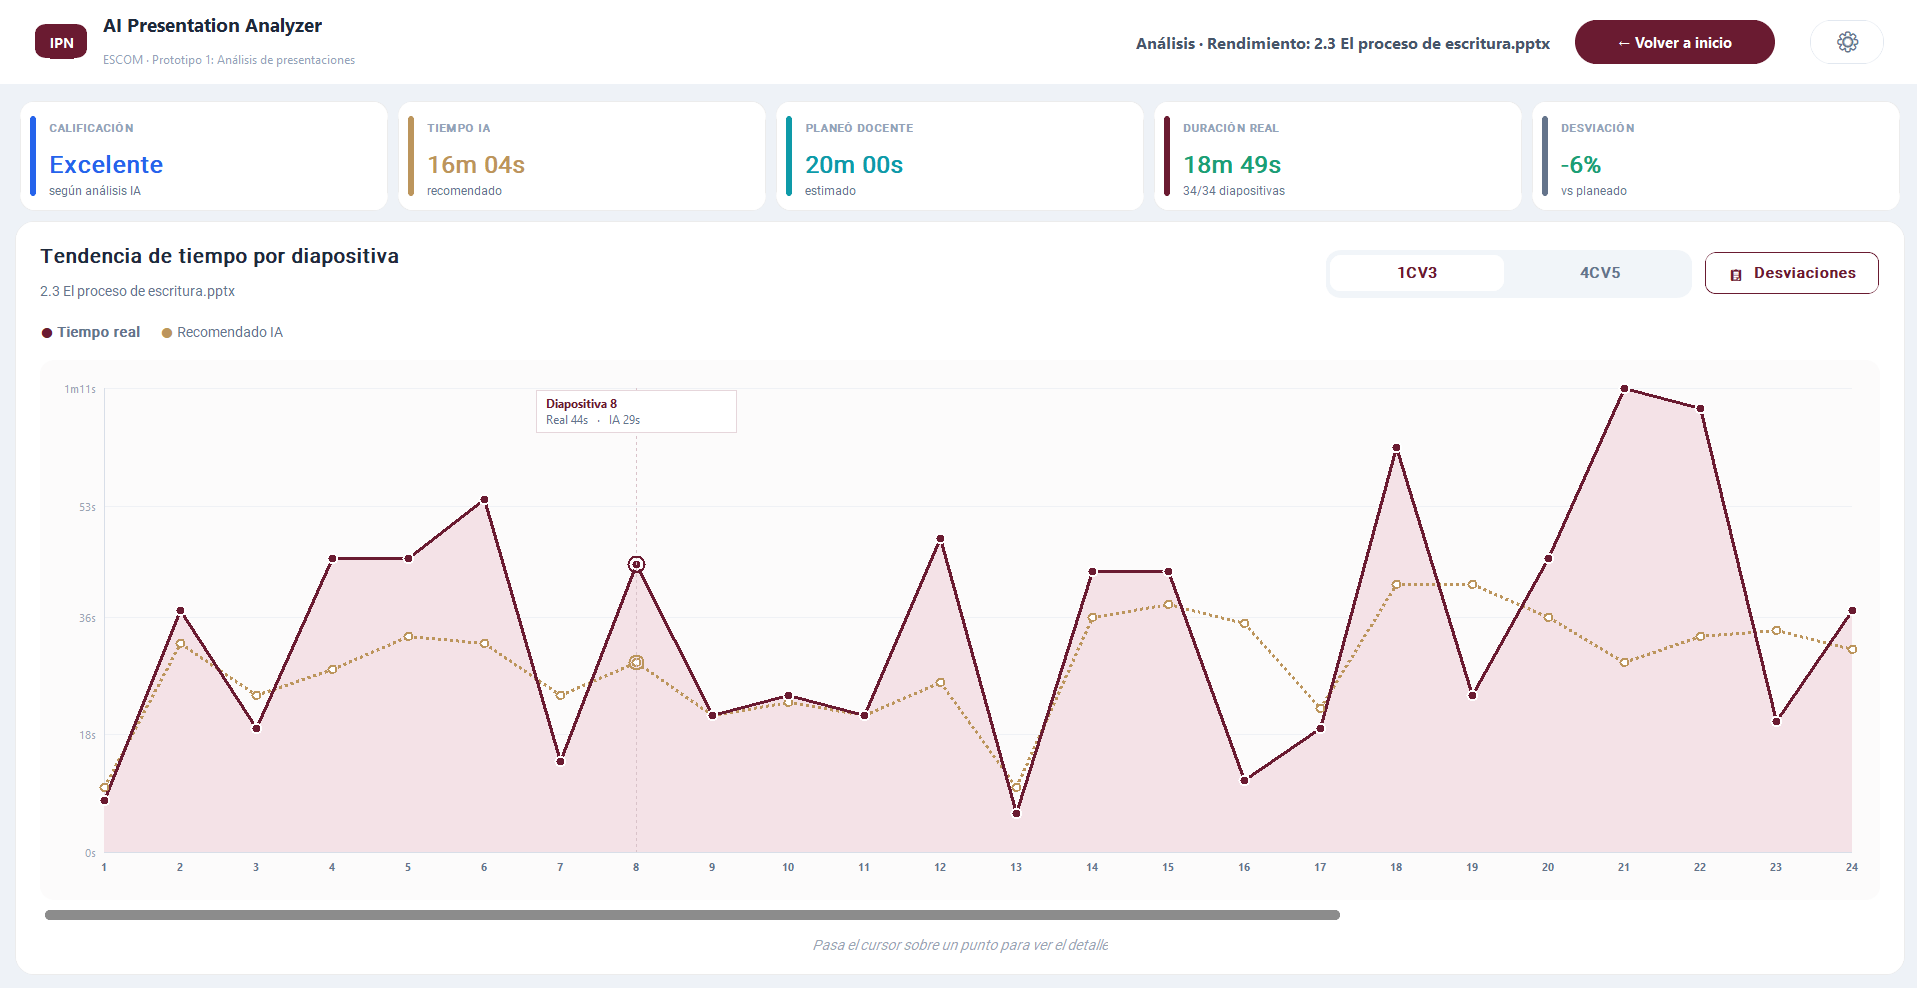 IPN
AI Presentation Analyzer
ESCOM · Prototipo 1: Análisis de presentaciones
Análisis · Rendimiento: 2.3 El proceso de escritura.pptx
← Volver a inicio
CALIFICACIÓN
Excelente
según análisis IA
TIEMPO IA
16m 04s
recomendado
PLANEÓ DOCENTE
20m 00s
estimado
DURACIÓN REAL
18m 49s
34/34 diapositivas
DESVIACIÓN
-6%
vs planeado
Tendencia de tiempo por diapositiva
2.3 El proceso de escritura.pptx
1CV3
4CV5
Desviaciones
Tiempo real
Recomendado IA
1m11s
53s
36s
18s
0s
Diapositiva 8
Real 44s · IA 29s
1 2 3 4 5 6 7 8 9 10 11 12 13 14 15 16 17 18 19 20 21 22 23 24
Pasa el cursor sobre un punto para ver el detalle